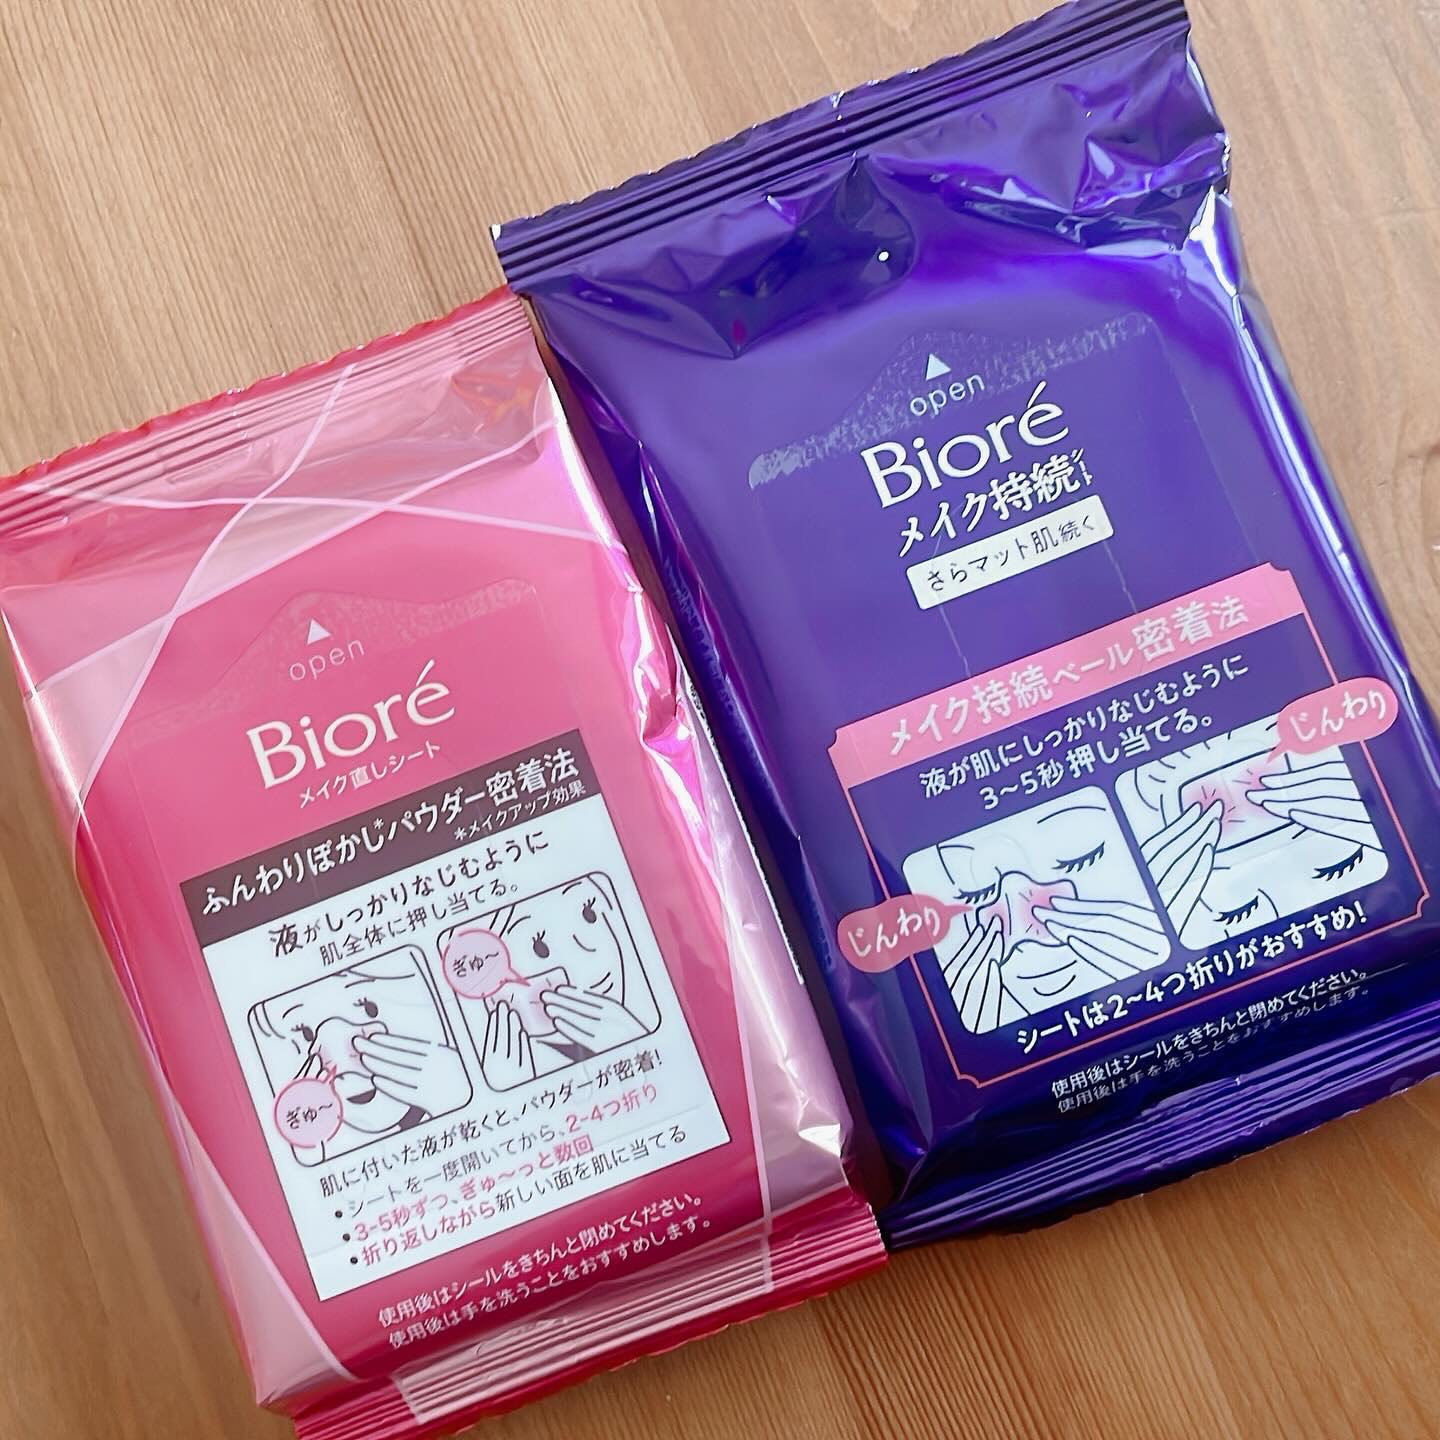 open
Bioré
メイク直しシート
ふんわりぼかし*パウダー密着法
*メイクアップ効果
液がしっかりなじむように
肌全体に押し当てる。
ぎゅ〜
ぎゅ〜
肌に付いた液が乾くと、パウダーが密着!
•シートを一度開いてから、2-4つ折り
•3-5秒ずつ、ぎゅ〜っと数回
•折り返しながら新しい面を肌に当てる
使用後はシールをきちんと閉めてください。
使用後は手を洗うことをおすすめします。
open
Bioré
メイク持続シート
さらマット肌続く
メイク持続ベール密着法
液が肌にしっかりなじむように
3〜5秒押し当てる。
じんわり
じんわり
シートは2〜4つ折りがおすすめ!
使用後はシールをきちんと閉めてください。
使用後は手を洗うことをおすすめします。